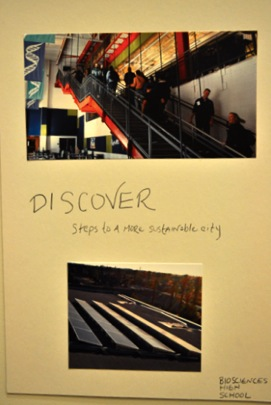 DISCOVER
Steps to a more sustainable city
BIOSCIENCES
HIGH
SCHOOL